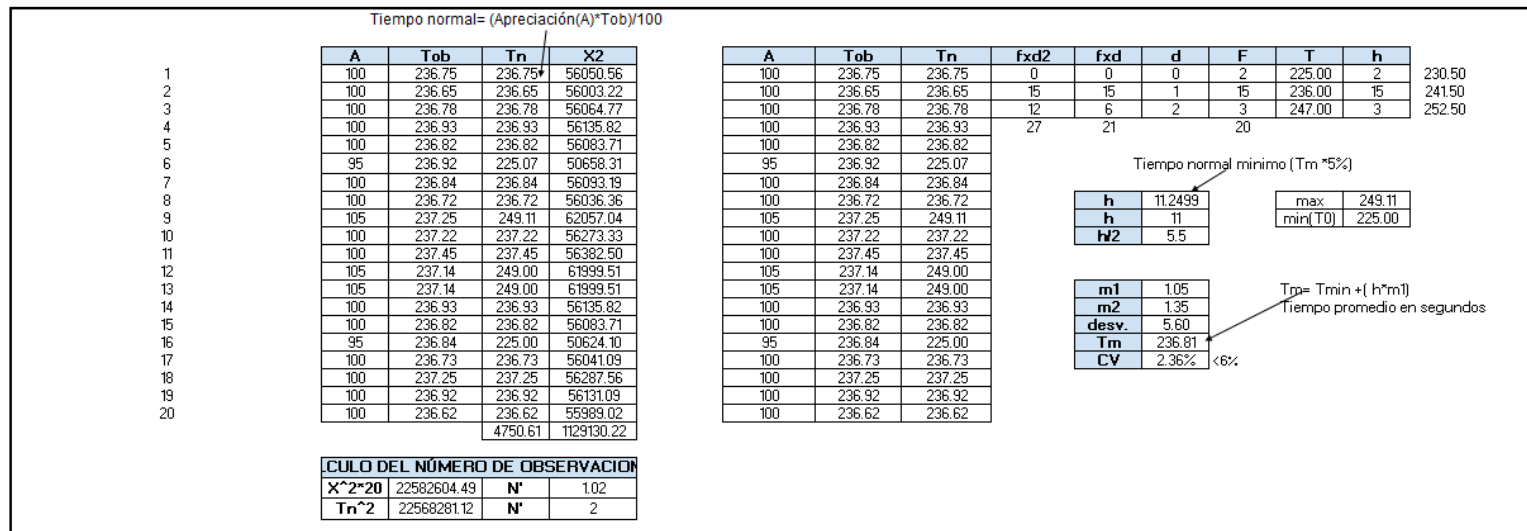 Tiempo normal= (Apreciación(A)*Tob)/100
A Tob Tn X2 A Tob Tn fxd2 fxd d F T h
1 100 236.75 236.75 56050.56 100 236.75 236.75 0 0 0 2 225.00 2 230.50
2 100 236.65 236.65 56003.22 100 236.65 236.65 15 15 1 15 236.00 15 241.50
3 100 236.78 236.78 56064.77 100 236.78 236.78 12 6 2 3 247.00 3 252.50
4 100 236.93 236.93 56135.82 100 236.93 236.93 27 21 20
5 100 236.82 236.82 56083.71 100 236.82 236.82
6 95 236.92 225.07 50658.31 95 236.92 225.07 Tiempo normal minimo (Tm *5%)
7 100 236.84 236.84 56093.19 100 236.84 236.84
8 100 236.72 236.72 56036.36 100 236.72 236.72 h 11.2499 max 249.11
9 105 237.25 249.11 62057.04 105 237.25 249.11 h 11 min(T0) 225.00
10 100 237.22 237.22 56273.33 100 237.22 237.22 h/2 5.5
11 100 237.45 237.45 56382.50 100 237.45 237.45
12 105 237.14 249.00 61999.51 105 237.14 249.00
13 105 237.14 249.00 61999.51 105 237.14 249.00 m1 1.05 Tm= Tmin +( h*m1)
14 100 236.93 236.93 56135.82 100 236.93 236.93 m2 1.35 Tiempo promedio en segundos
15 100 236.82 236.82 56083.71 100 236.82 236.82 desv. 5.60
16 95 236.84 225.00 50624.10 95 236.84 225.00 Tm 236.81
17 100 236.73 236.73 56041.09 100 236.73 236.73 CV 2.36% <6%
18 100 237.25 237.25 56287.56 100 237.25 237.25
19 100 236.92 236.92 56131.09 100 236.92 236.92
20 100 236.62 236.62 55989.02 100 236.62 236.62
4750.61 1129130.22
CULO DEL NÚMERO DE OBSERVACION
X^2*20 22582604.49 N' 1.02
Tn^2 22568281.12 N' 2